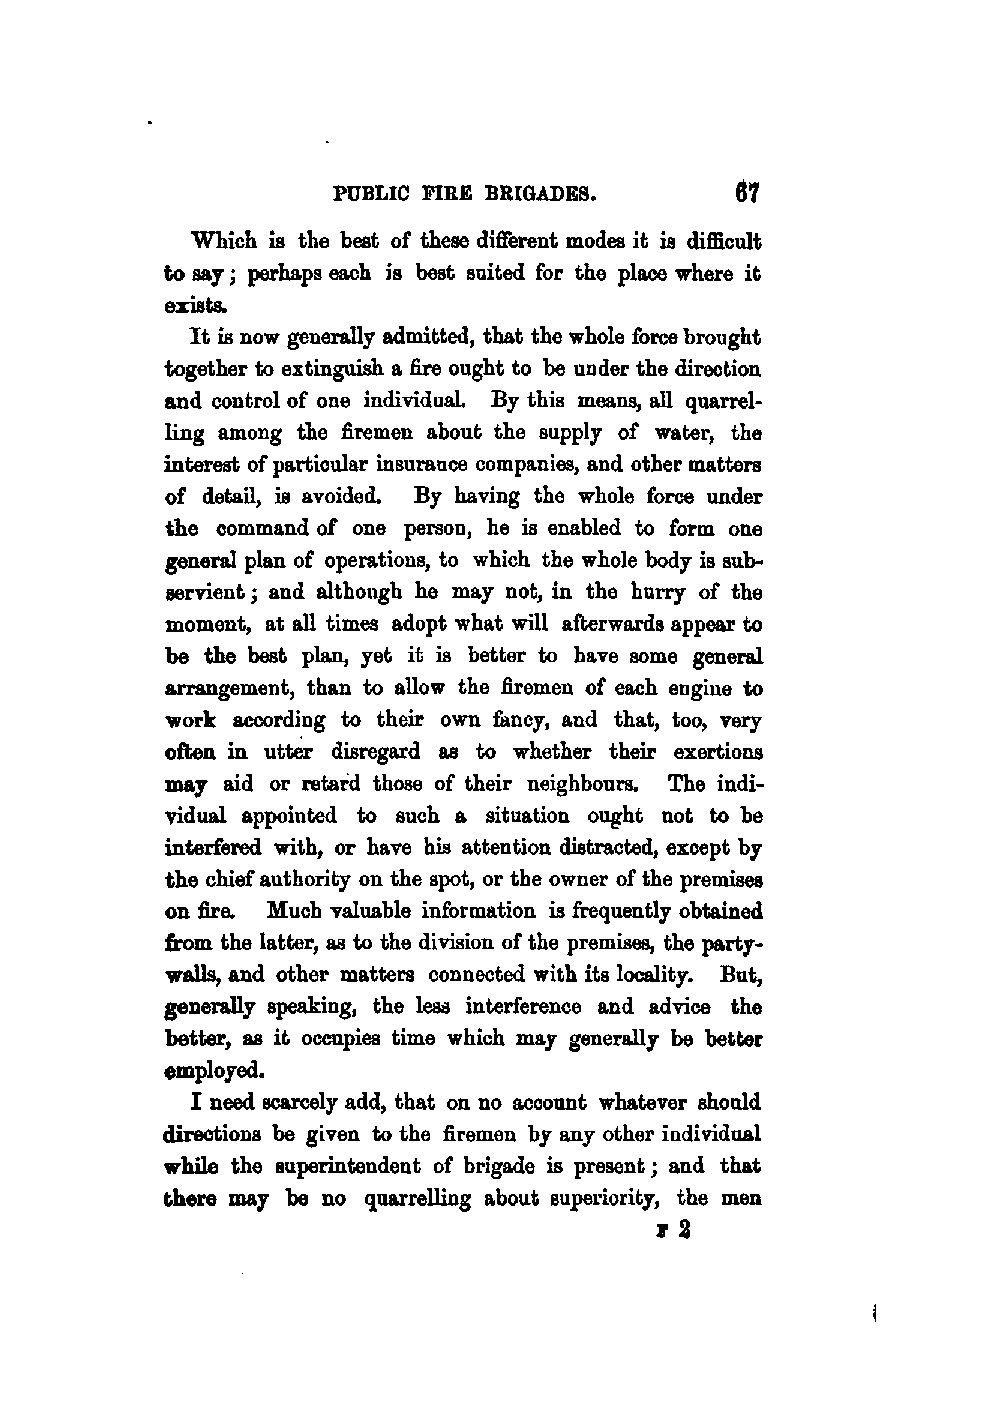 PUBLIC FIRE BRIGADES. 67
Which is the best of these different modes it is difficult
to say; perhaps each is best suited for the place where it
exists.
It is now generally admitted, that the whole force brought
together to extinguish a fire ought to be under the direction
and control of one individual. By this means, all quarrel-
ling among the firemen about the supply of water, the
interest of particular insurance companies, and other matters
of detail, is avoided. By having the whole force under
the command of one person, he is enabled to form one
general plan of operations, to which the whole body is sub-
servient; and although he may not, in the hurry of the
moment, at all times adopt what will afterwards appear to
be the best plan, yet it is better to have some general
arrangement, than to allow the firemen of each engine to
work according to their own fancy, and that, too, very
often in utter disregard as to whether their exertions
may aid or retard those of their neighbours. The indi-
vidual appointed to such a situation ought not to be
interfered with, or have his attention distracted, except by
the chief authority on the spot, or the owner of the premises
on fire. Much valuable information is frequently obtained
from the latter, as to the division of the premises, the party-
walls, and other matters connected with its locality. But,
generally speaking, the less interference and advice the
better, as it occupies time which may generally be better
employed.
I need scarcely add, that on no account whatever should
directions be given to the firemen by any other individual
while the superintendent of brigade is present; and that
there may be no quarrelling about superiority, the men
F 2